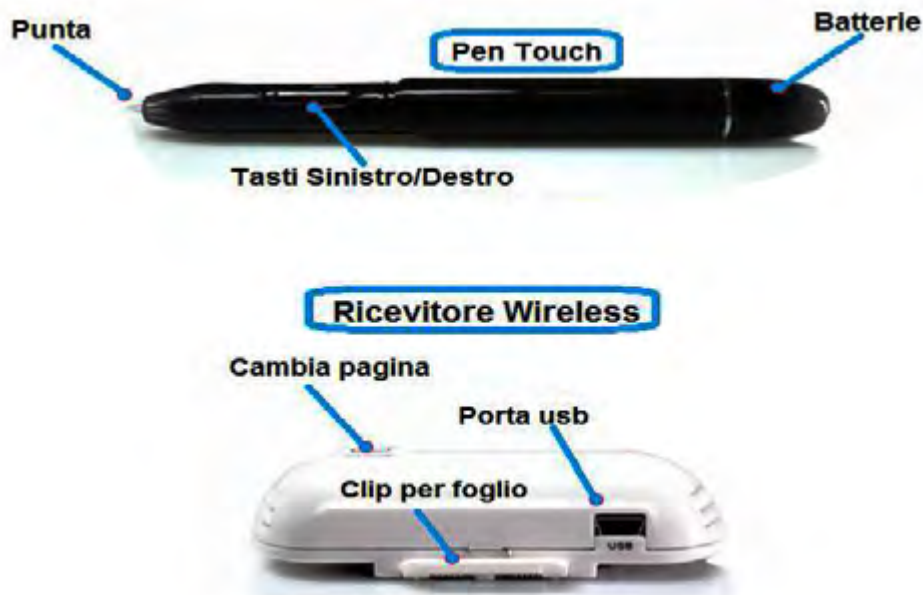 Punta
Batterie
Pen Touch
Tasti Sinistro/Destro
Ricevitore Wireless
Cambia pagina
Porta usb
Clip per foglio
USB